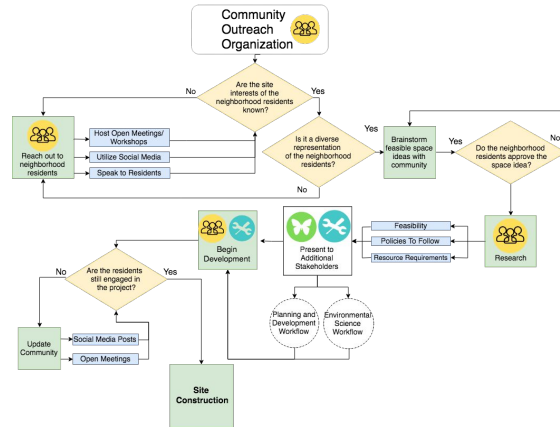 Community
Outreach
Organization
Are the site
interests of the
neighborhood residents
known?
No
Yes
Reach out to
neighborhood
residents
Host Open Meetings/
Workshops
Utilize Social Media
Speak to Residents
Is it a diverse
representation
of the neighborhood
residents?
Yes
No
Brainstorm
feasible space
ideas with
community
Yes
No
Do the neighborhood
residents approve the
space idea?
Research
Feasibility
Policies To Follow
Resource Requirements
Present to
Additional
Stakeholders
Planning and
Development
Workflow
Environmental
Science
Workflow
Begin
Development
No
Yes
Are the residents
still engaged in
the project?
Update
Community
Social Media Posts
Open Meetings
Site
Construction